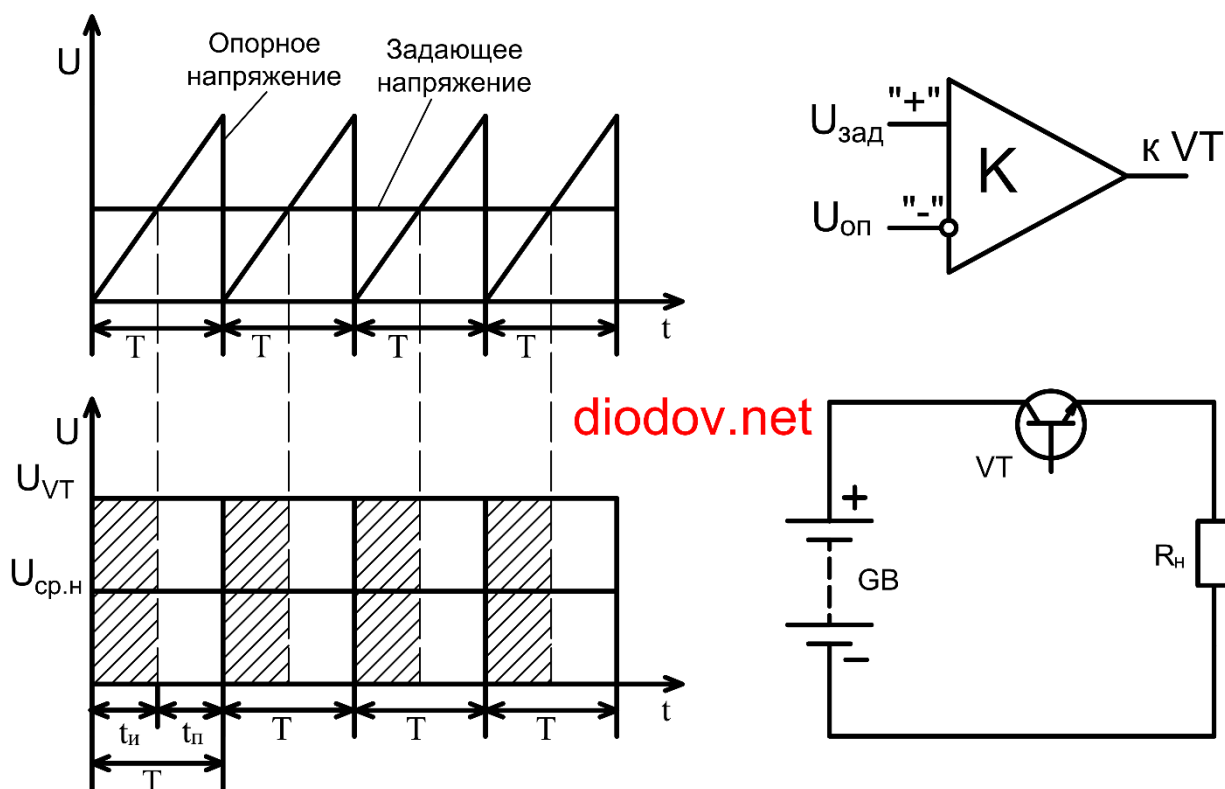 U
Опорное
напряжение
Задающее
напряжение
T
T
T
T
t
"+"
Uзад
K
к VT
"-"
Uоп
diodov.net
U
UVT
Uср.н
tи
tп
T
T
T
T
t
VT
+
GB
−
Rн